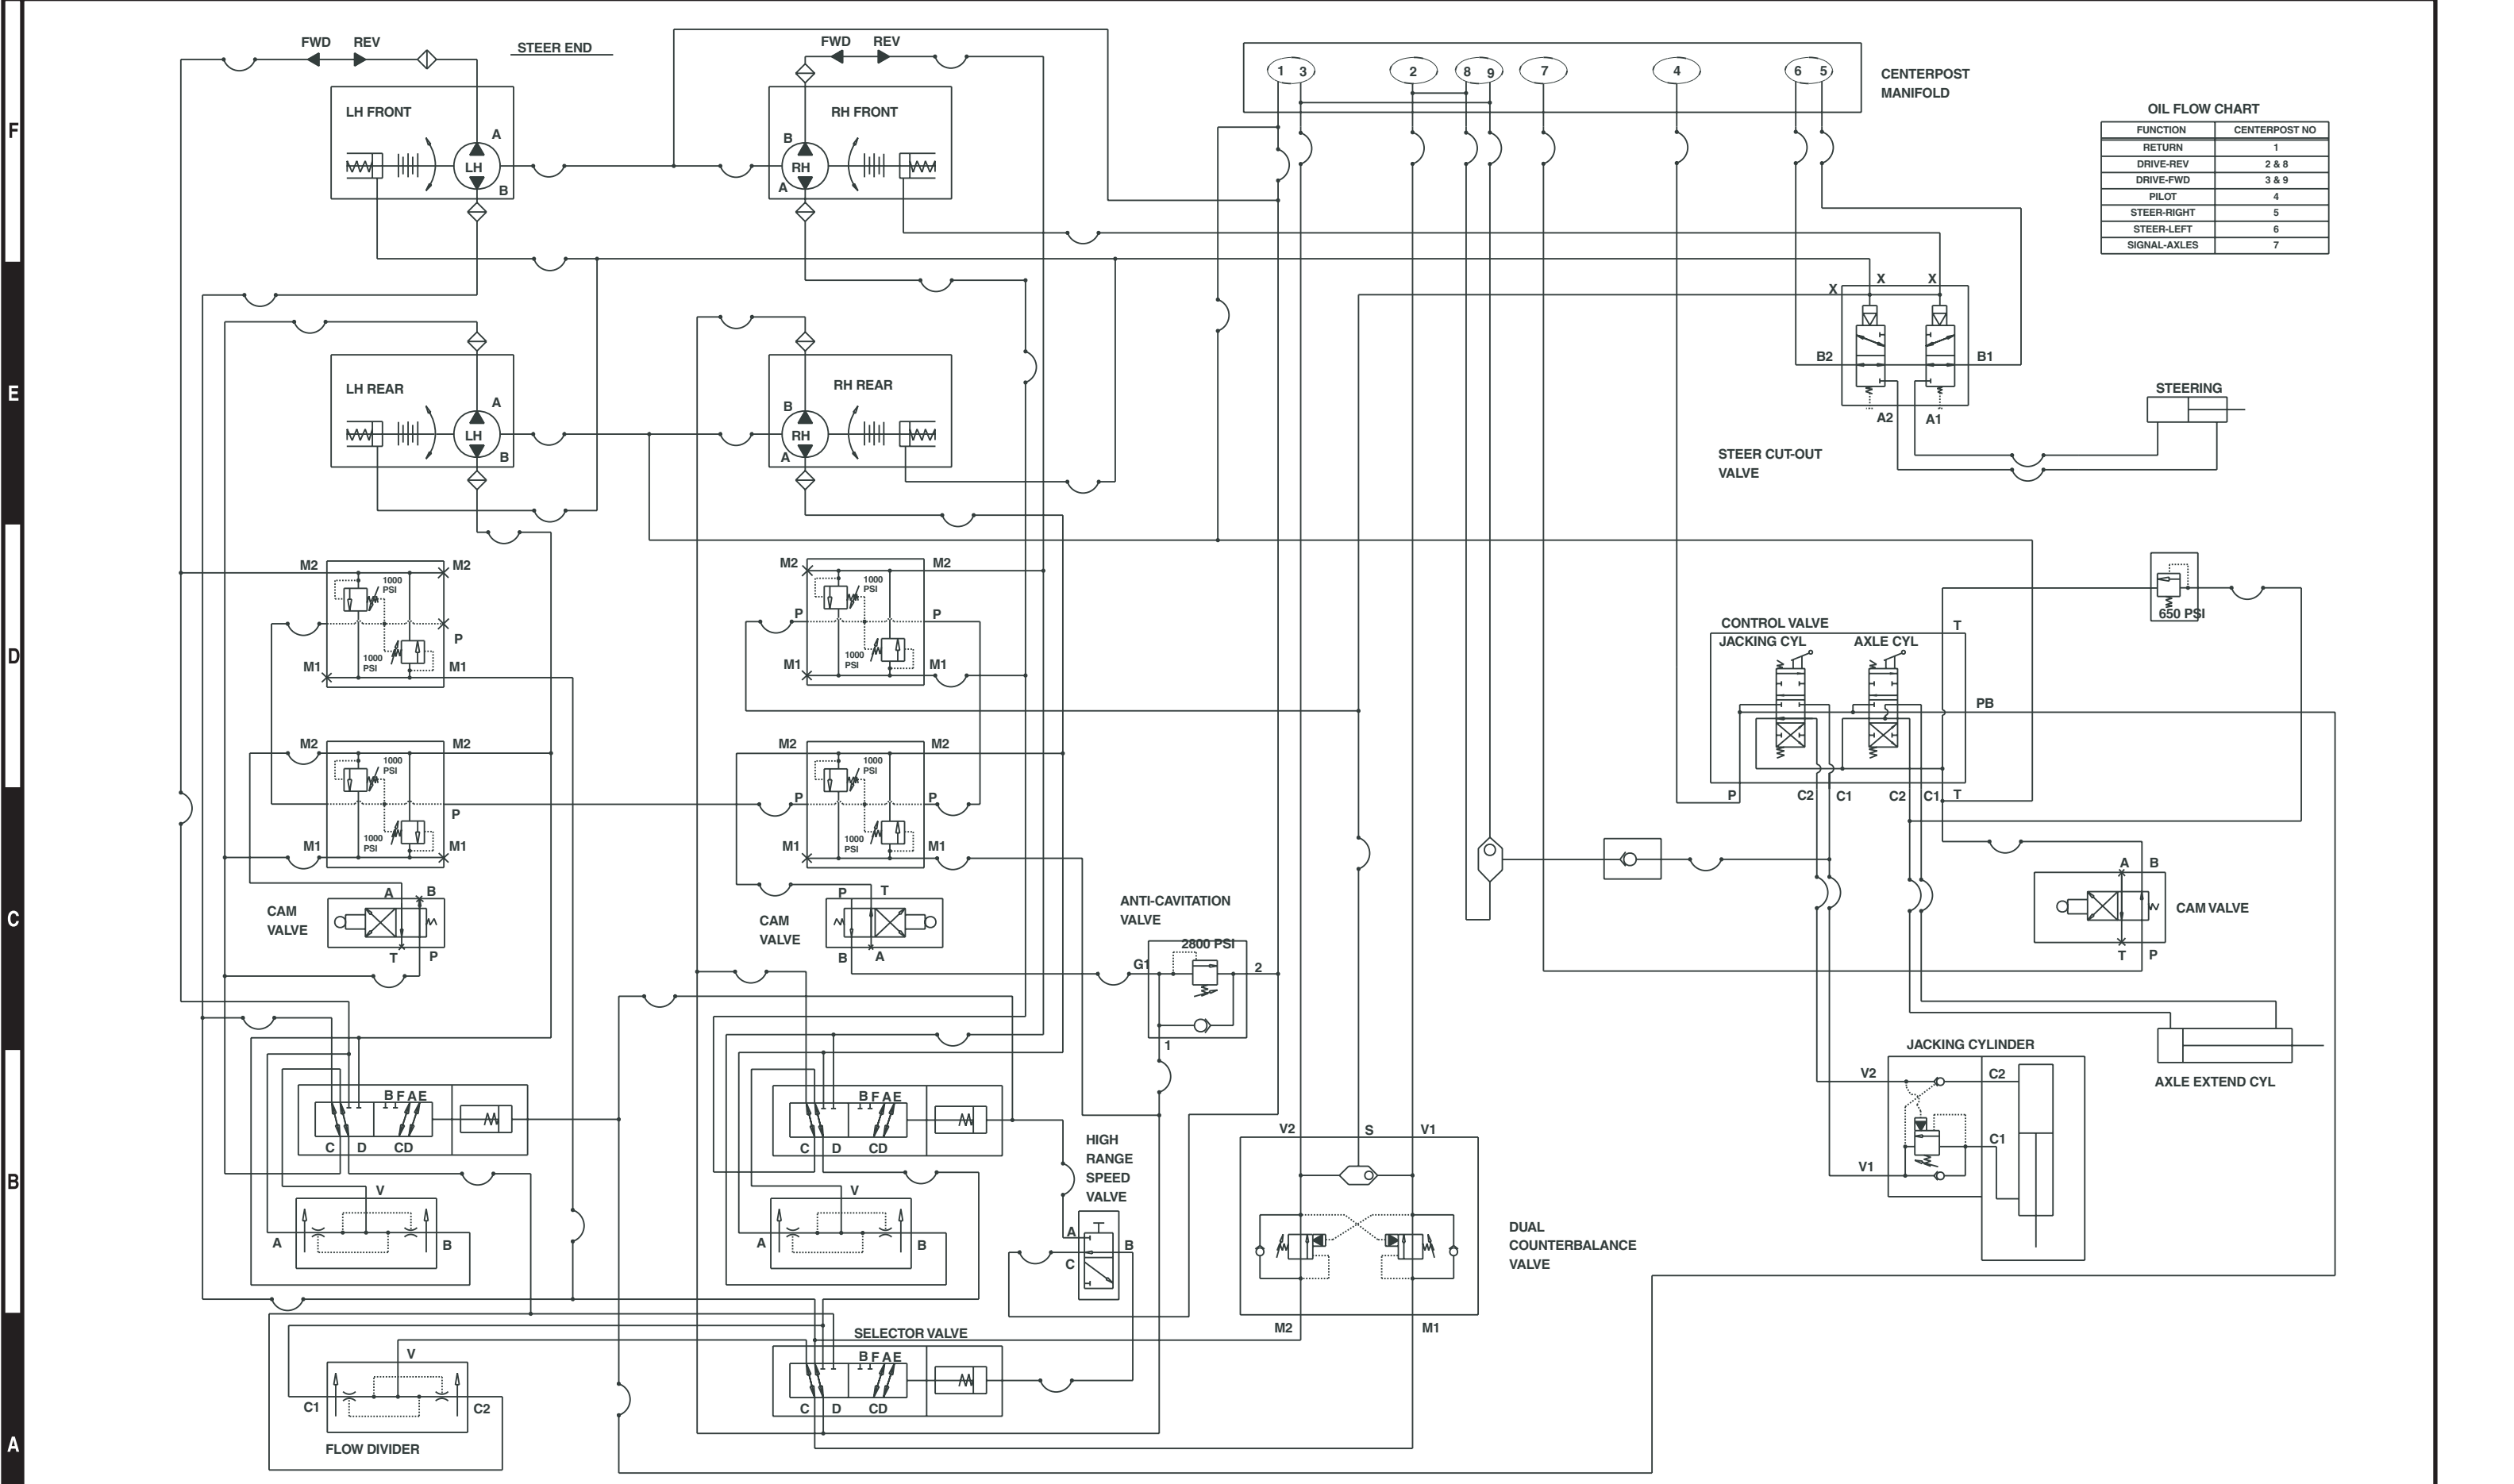 F
E
D
C
B
A
FWD REV
STEER END
FWD REV
LH FRONT
A
LH
B
RH FRONT
B
RH
A
LH REAR
A
LH
B
RH REAR
B
RH
A
1 3 2 8 9 7 4 6 5
CENTERPOST
MANIFOLD
OIL FLOW CHART
FUNCTION CENTERPOST NO
RETURN 1
DRIVE-REV 2 & 8
DRIVE-FWD 3 & 9
PILOT 4
STEER-RIGHT 5
STEER-LEFT 6
SIGNAL-AXLES 7
X X
X
B2 B1
A2 A1
STEERING
STEER CUT-OUT
VALVE
M2 M2
1000
PSI
P
1000
PSI
M1 M1
M2 M2
1000
PSI
P P
1000
PSI
M1 M1
M2 M2
1000
PSI
P
1000
PSI
M1 M1
M2 M2
1000
PSI
P P
1000
PSI
M1 M1
650 PSI
CONTROL VALVE
T
JACKING CYL AXLE CYL
PB
P C2 C1 C2 C1 T
CAM
VALVE
A B
T P
CAM
VALVE
P T
B A
ANTI-CAVITATION
VALVE
2800 PSI
G1 2
1
A B
CAM VALVE
T P
AXLE EXTEND CYL
JACKING CYLINDER
V2 C2
C1
V1
B F A E
C D CD
B F A E
C D CD
HIGH
RANGE
SPEED
VALVE
A
B
C
V
A B
V
A B
V2 S V1
DUAL
COUNTERBALANCE
VALVE
M2 M1
SELECTOR VALVE
B F A E
C D CD
V
C1 C2
FLOW DIVIDER